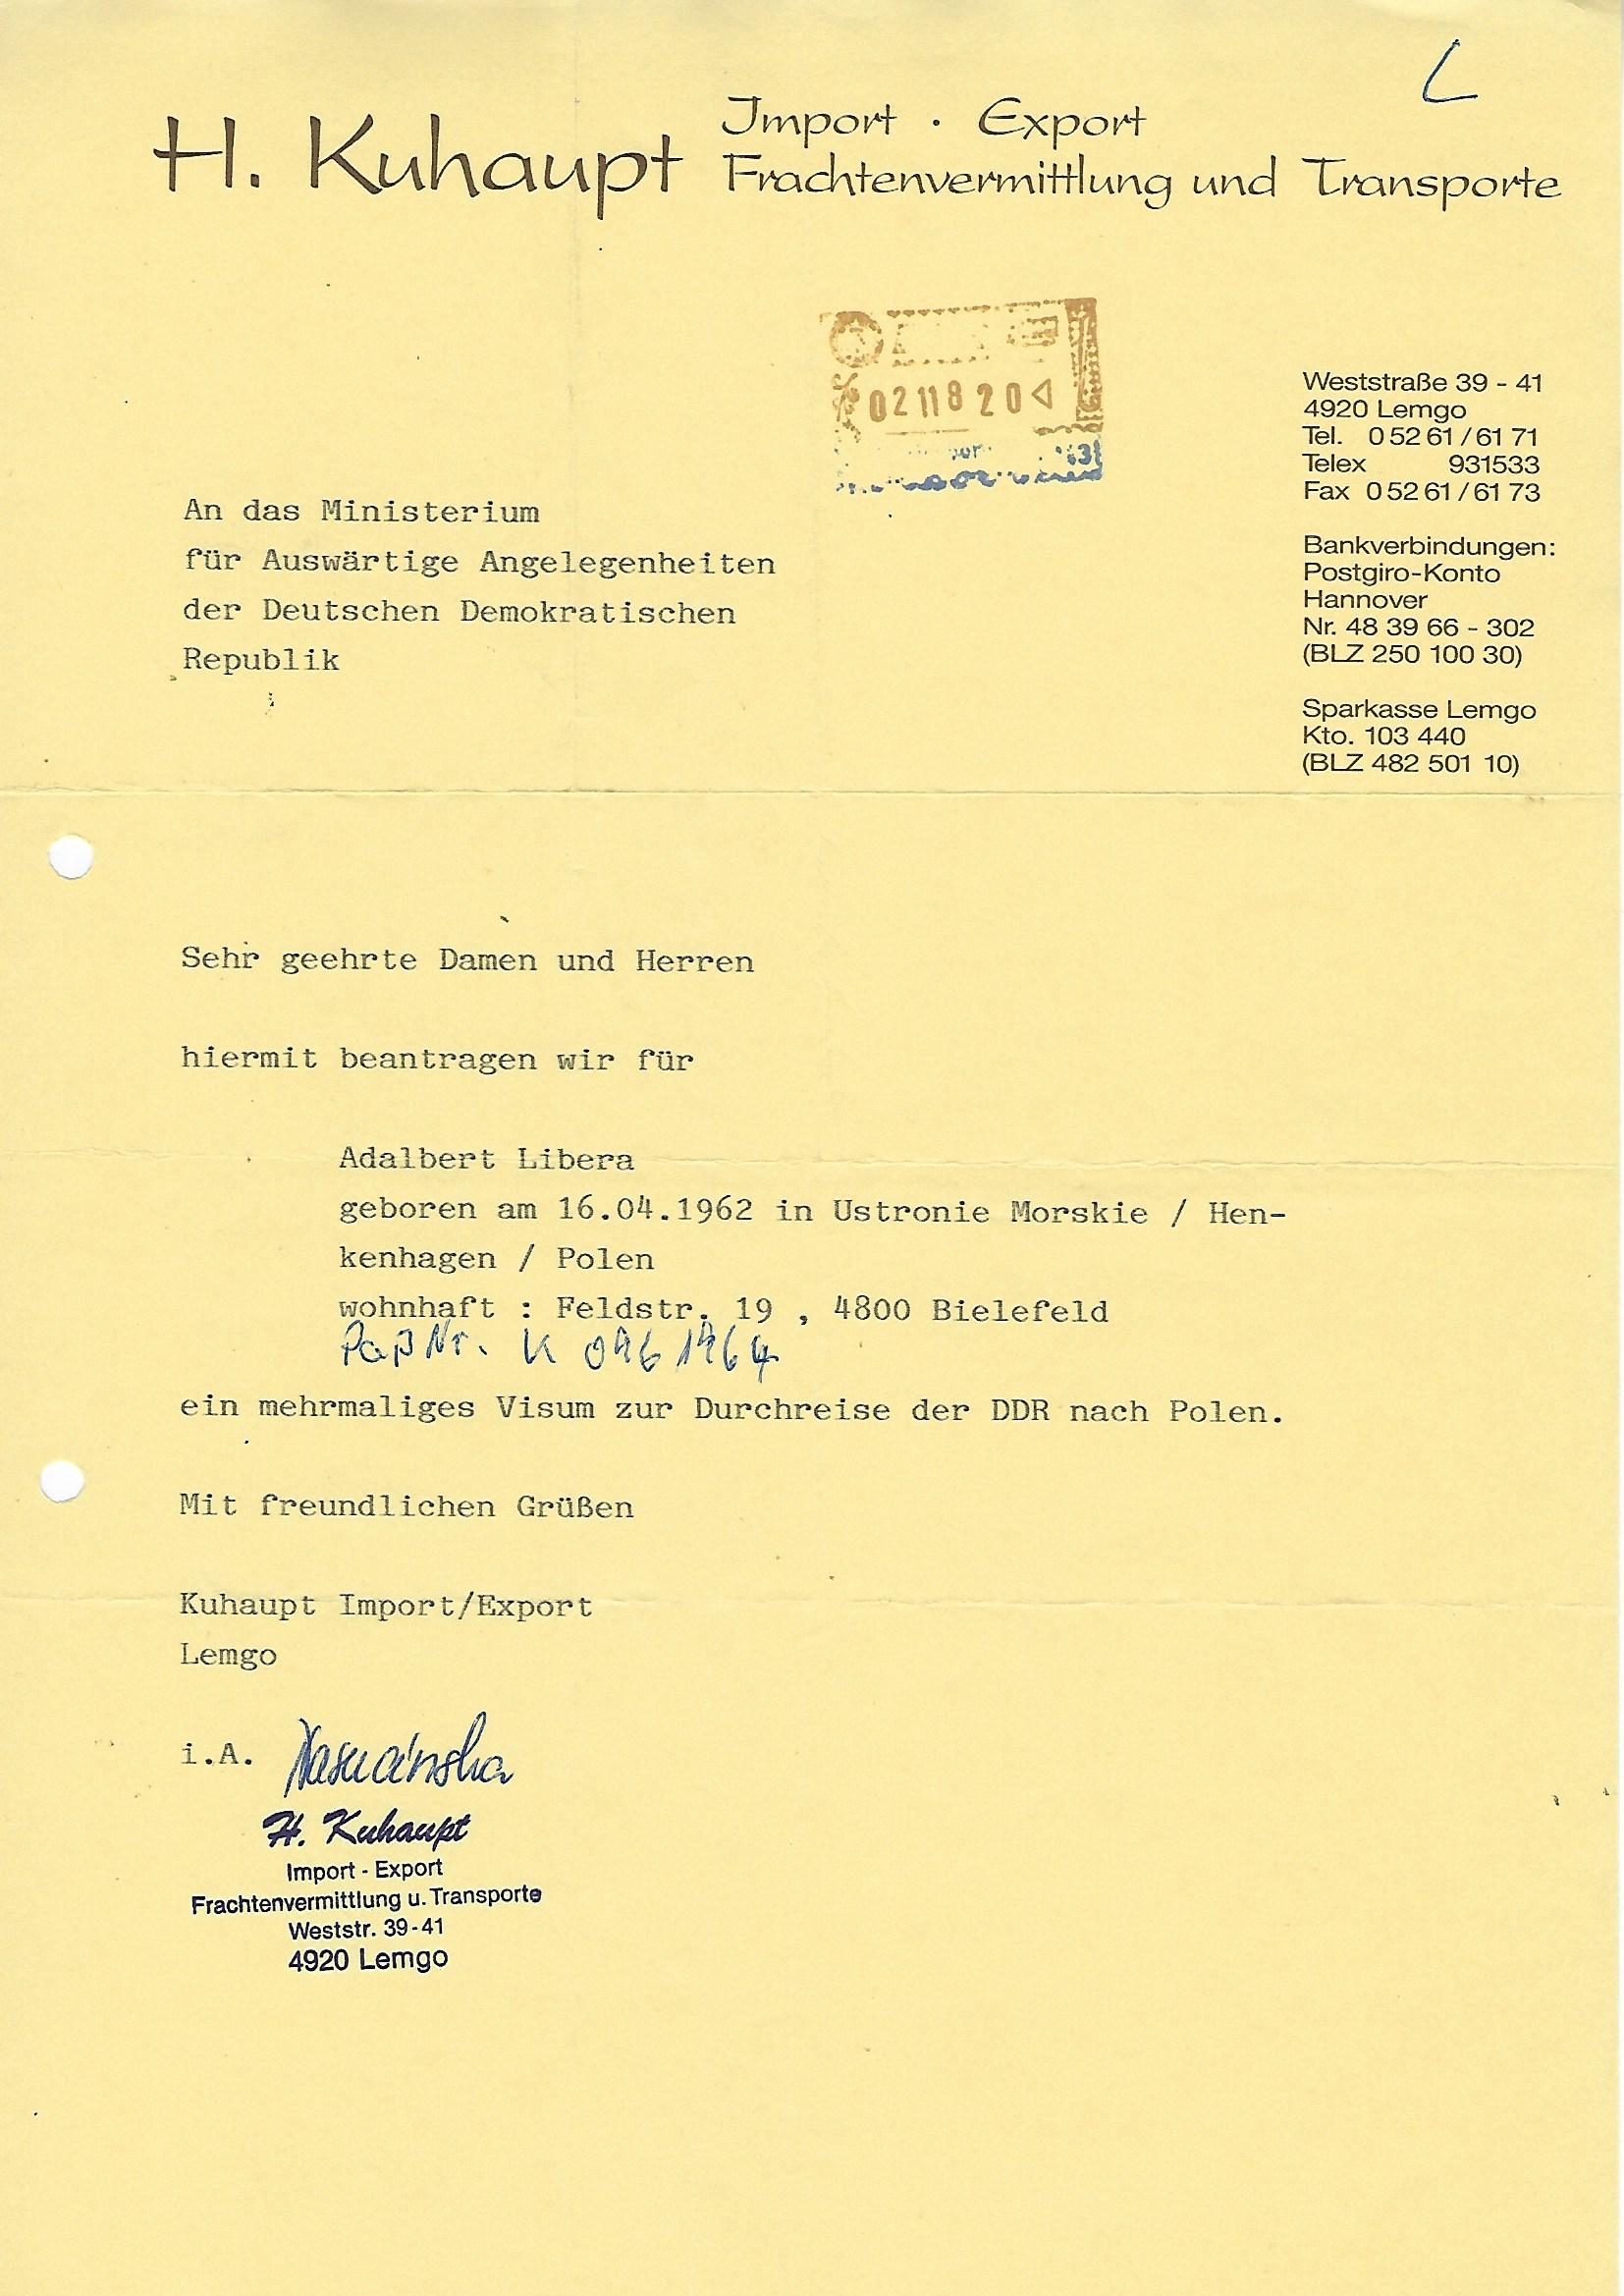 H. Kuhaupt
Import · Export
Frachtenvermittlung und Transporte
021182 0
Weststraße 39 - 41
4920 Lemgo
Tel. 0 52 61 / 61 71
Telex 931533
Fax 0 52 61 / 61 73
Bankverbindungen:
Postgiro-Konto
Hannover
Nr. 48 39 66 - 302
(BLZ 250 100 30)
Sparkasse Lemgo
Kto. 103 440
(BLZ 482 501 10)
An das Ministerium
für Auswärtige Angelegenheiten
der Deutschen Demokratischen
Republik
Sehr geehrte Damen und Herren
hiermit beantragen wir für
Adalbert Libera
geboren am 16.04.1962 in Ustronie Morskie / Hen-
kenhagen / Polen
wohnhaft : Feldstr. 19 , 4800 Bielefeld
Paß Nr. K
ein mehrmaliges Visum zur Durchreise der DDR nach Polen.
Mit freundlichen Grüßen
Kuhaupt Import/Export
Lemgo
i.A.
H. Kuhaupt
Import - Export
Frachtenvermittlung u. Transporte
Weststr. 39-41
4920 Lemgo